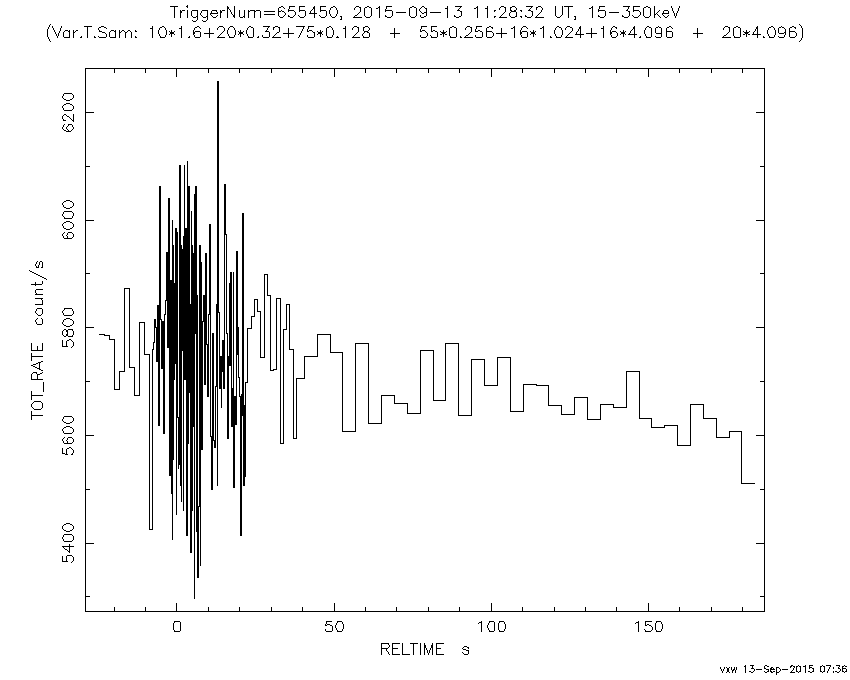 TriggerNum=655450, 2015-09-13 11:28:32 UT, 15-350keV
(Var.T.Sam: 10*1.6+20*0.32+75*0.128 + 55*0.256+16*1.024+16*4.096 + 20*4.096)
6200
6000
5800
5600
5400
TOT_RATE count/s
0 50 100 150
RELTIME s
vxw 13-Sep-2015 07:36